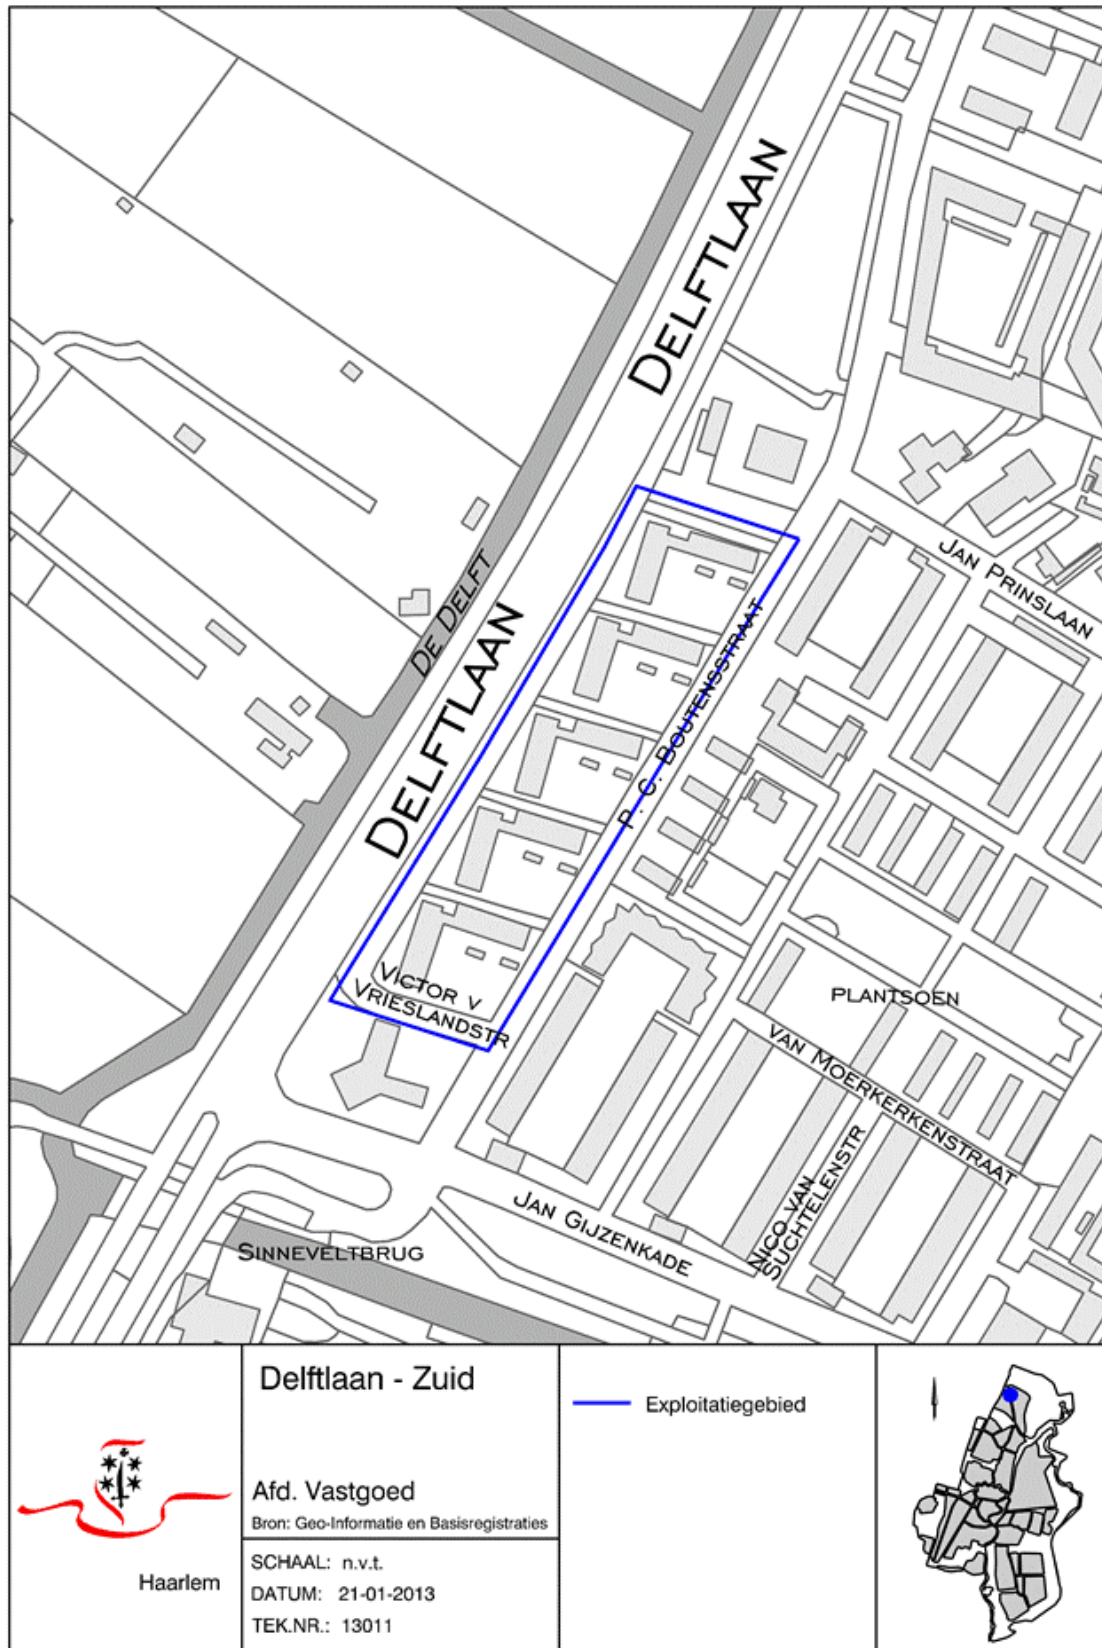 DELFTLAAN
DE DELFT
JAN PRINSLAAN
DELFTLAAN
P. C. BOUTENSSTRAAT
VICTOR V
VRIESLANDSTR
PLANTSOEN
VAN MOERKERKENSTRAAT
NICO VAN
SUCHTELENSTR
JAN GIJZENKADE
SINNEVELTBRUG
Delftlaan - Zuid
Exploitatiegebied
Afd. Vastgoed
Bron: Geo-Informatie en Basisregistraties
Haarlem
SCHAAL: n.v.t.
DATUM: 21-01-2013
TEK.NR.: 13011